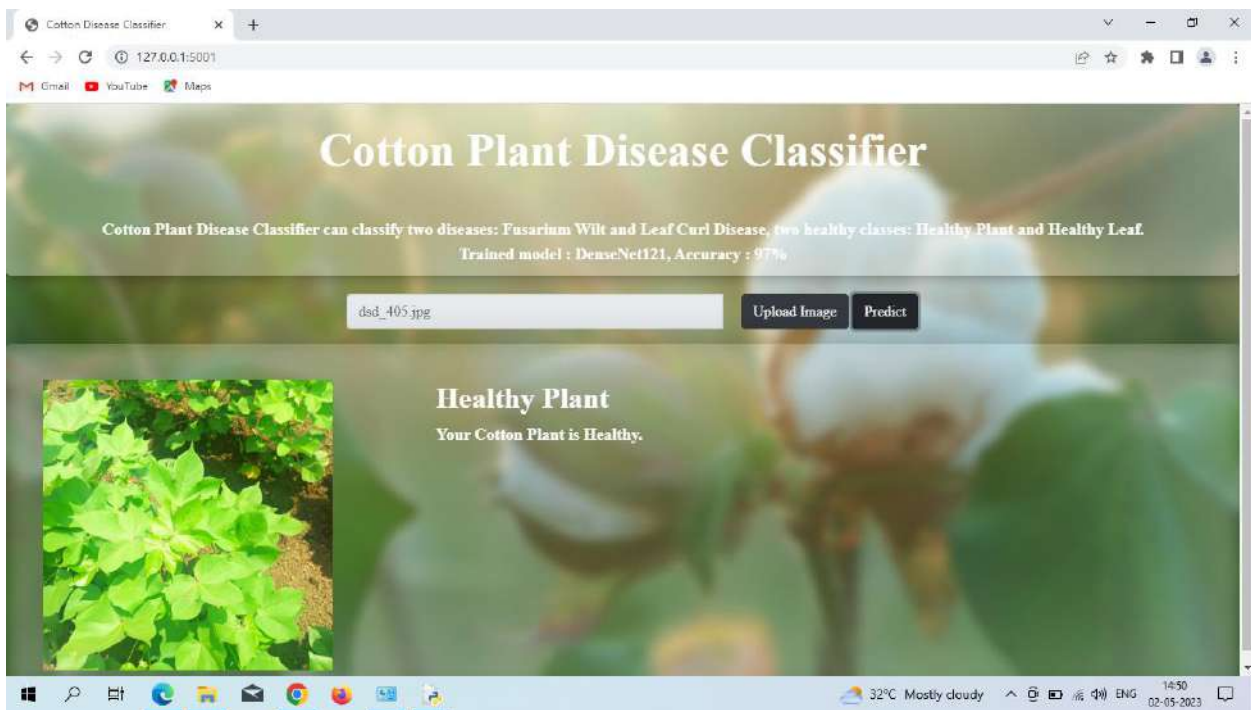 Cotton Disease Classifier
127.0.0.1:5001
Gmail YouTube Maps
Cotton Plant Disease Classifier
Cotton Plant Disease Classifier can classify two diseases: Fusarium Wilt and Leaf Curl Disease, two healthy classes: Healthy Plant and Healthy Leaf.
Trained model : DenseNet121, Accuracy : 97%
dsd_405.jpg Upload Image Predict
Healthy Plant
Your Cotton Plant is Healthy.
32°C Mostly cloudy ENG 14:50
02-05-2023